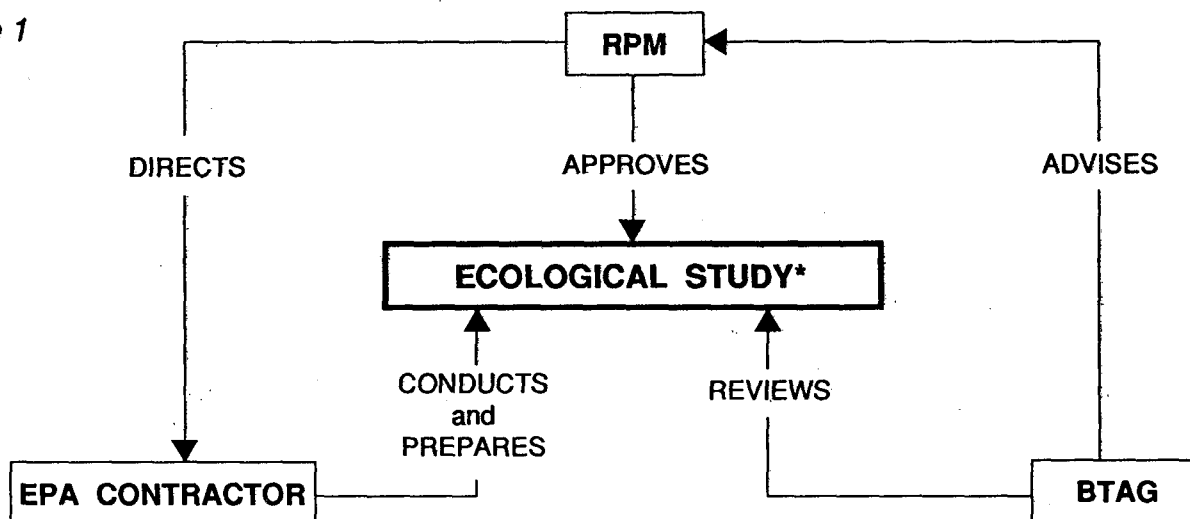 1
RPM
DIRECTS
APPROVES
ADVISES
ECOLOGICAL STUDY*
CONDUCTS
and
PREPARES
REVIEWS
EPA CONTRACTOR
BTAG